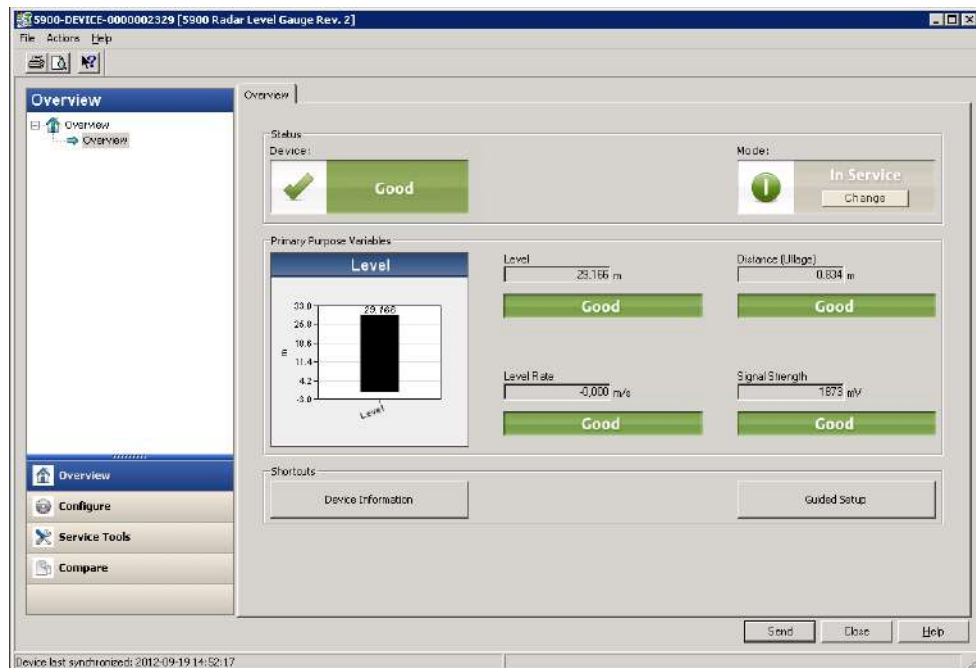 5900-DEVICE-0000002329 [5900 Radar Level Gauge Rev. 2]
File Actions Help
Overview
Overview
Overview
Overview
Configure
Service Tools
Compare
Overview
Status
Device:
Good
Mode:
In Service
Change
Primary Purpose Variables
Level
33.0
26.8
18.6
11.4
4.2
-3.0
m
29.166
Level
Level
29.166 m
Good
Distance (Ullage)
0.834 m
Good
Level Rate
-0,000 m/s
Good
Signal Strength
1873 mV
Good
Shortcuts
Device Information
Guided Setup
Send
Close
Help
Device last synchronized: 2012-09-19 14:52:17